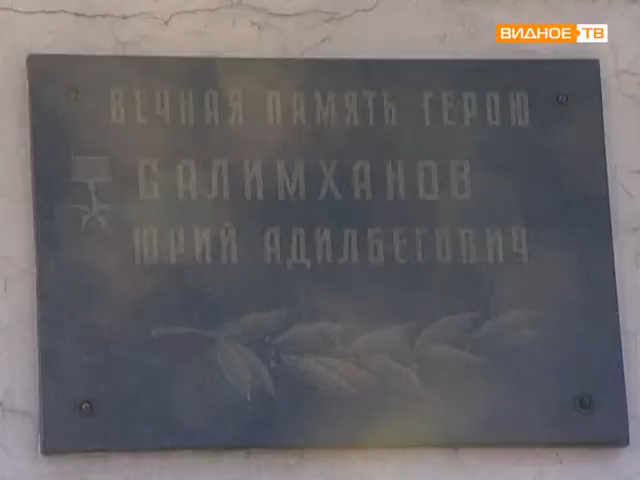 ВИДНОЕ ТВ
ВЕЧНАЯ ПАМЯТЬ ГЕРОЮ
САЛИМХАНОВ
ЮРИЙ АДИЛБЕГОВИЧ